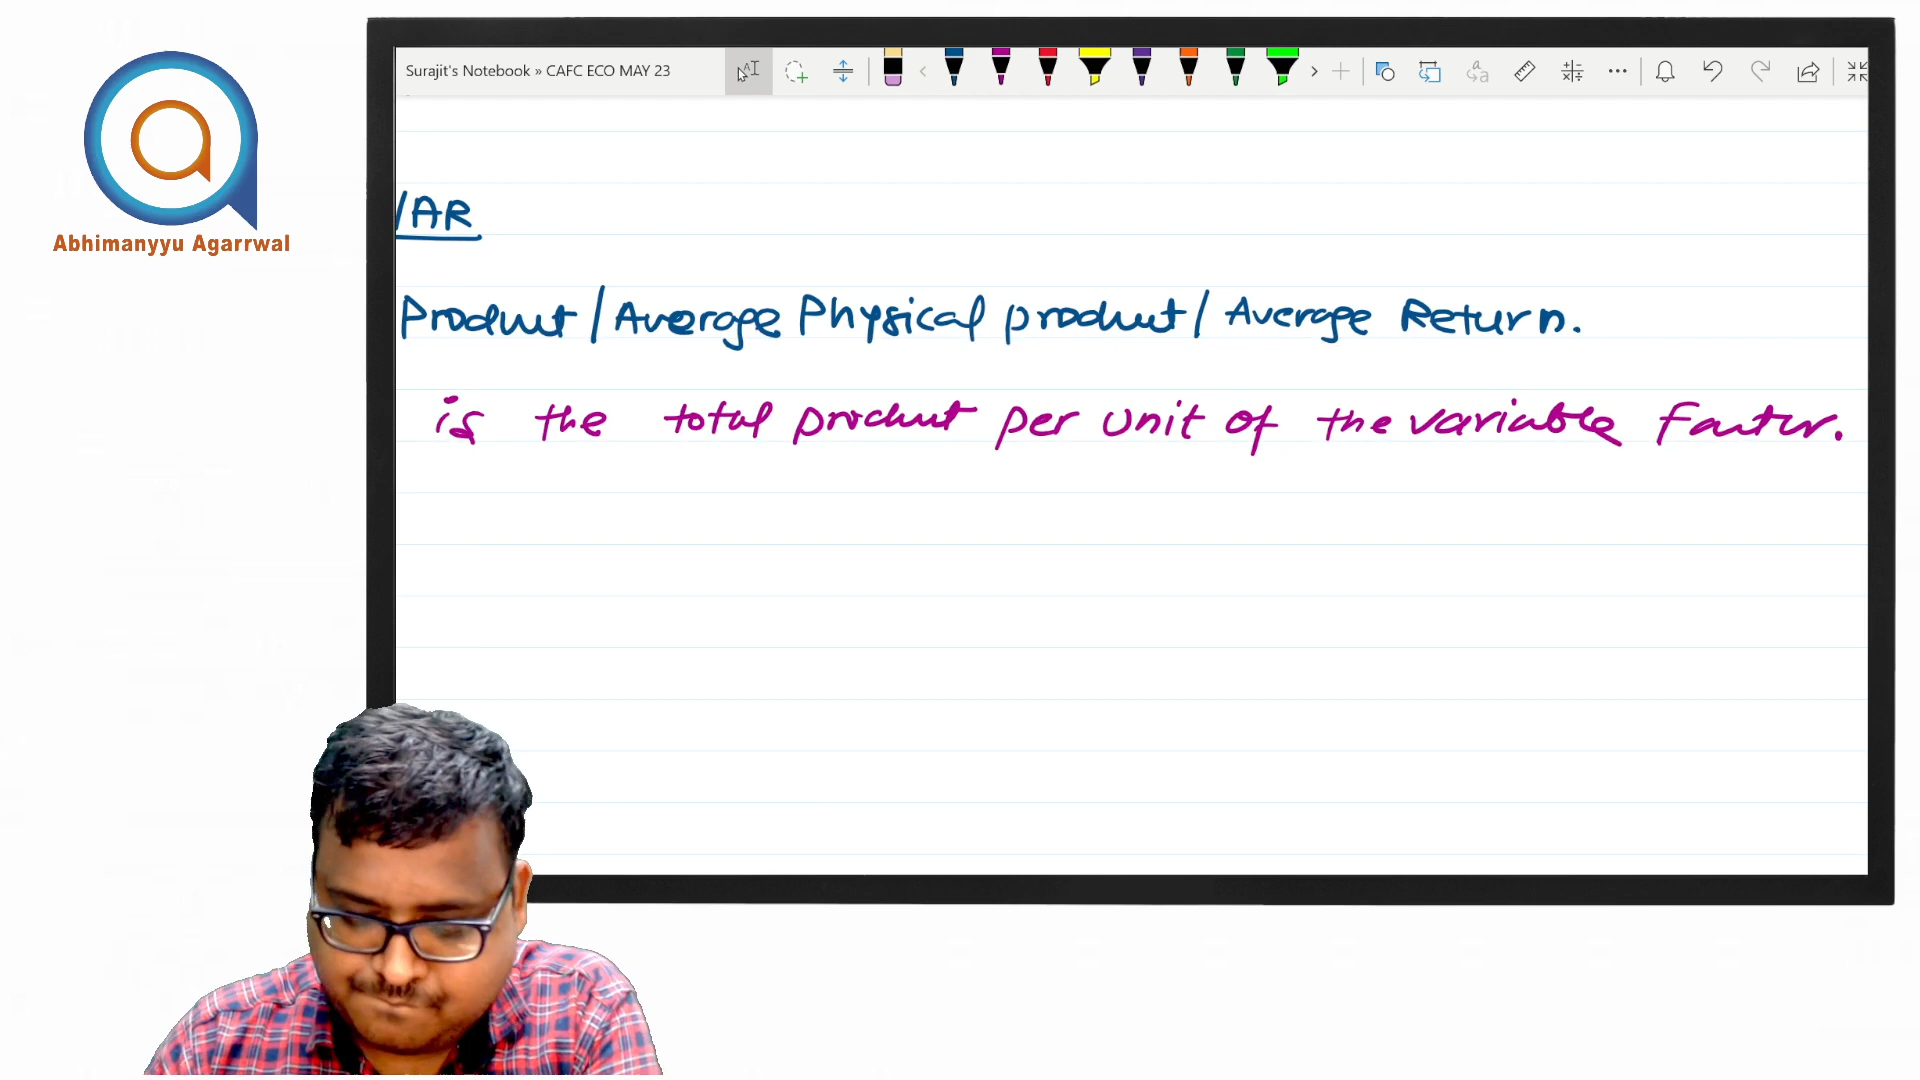 Surajit's Notebook » CAFC ECO MAY 23
Abhimanyyu Agarrwal
/AR
Product/Average Physical product/Average Return.
is the total product per unit of the variable factor.